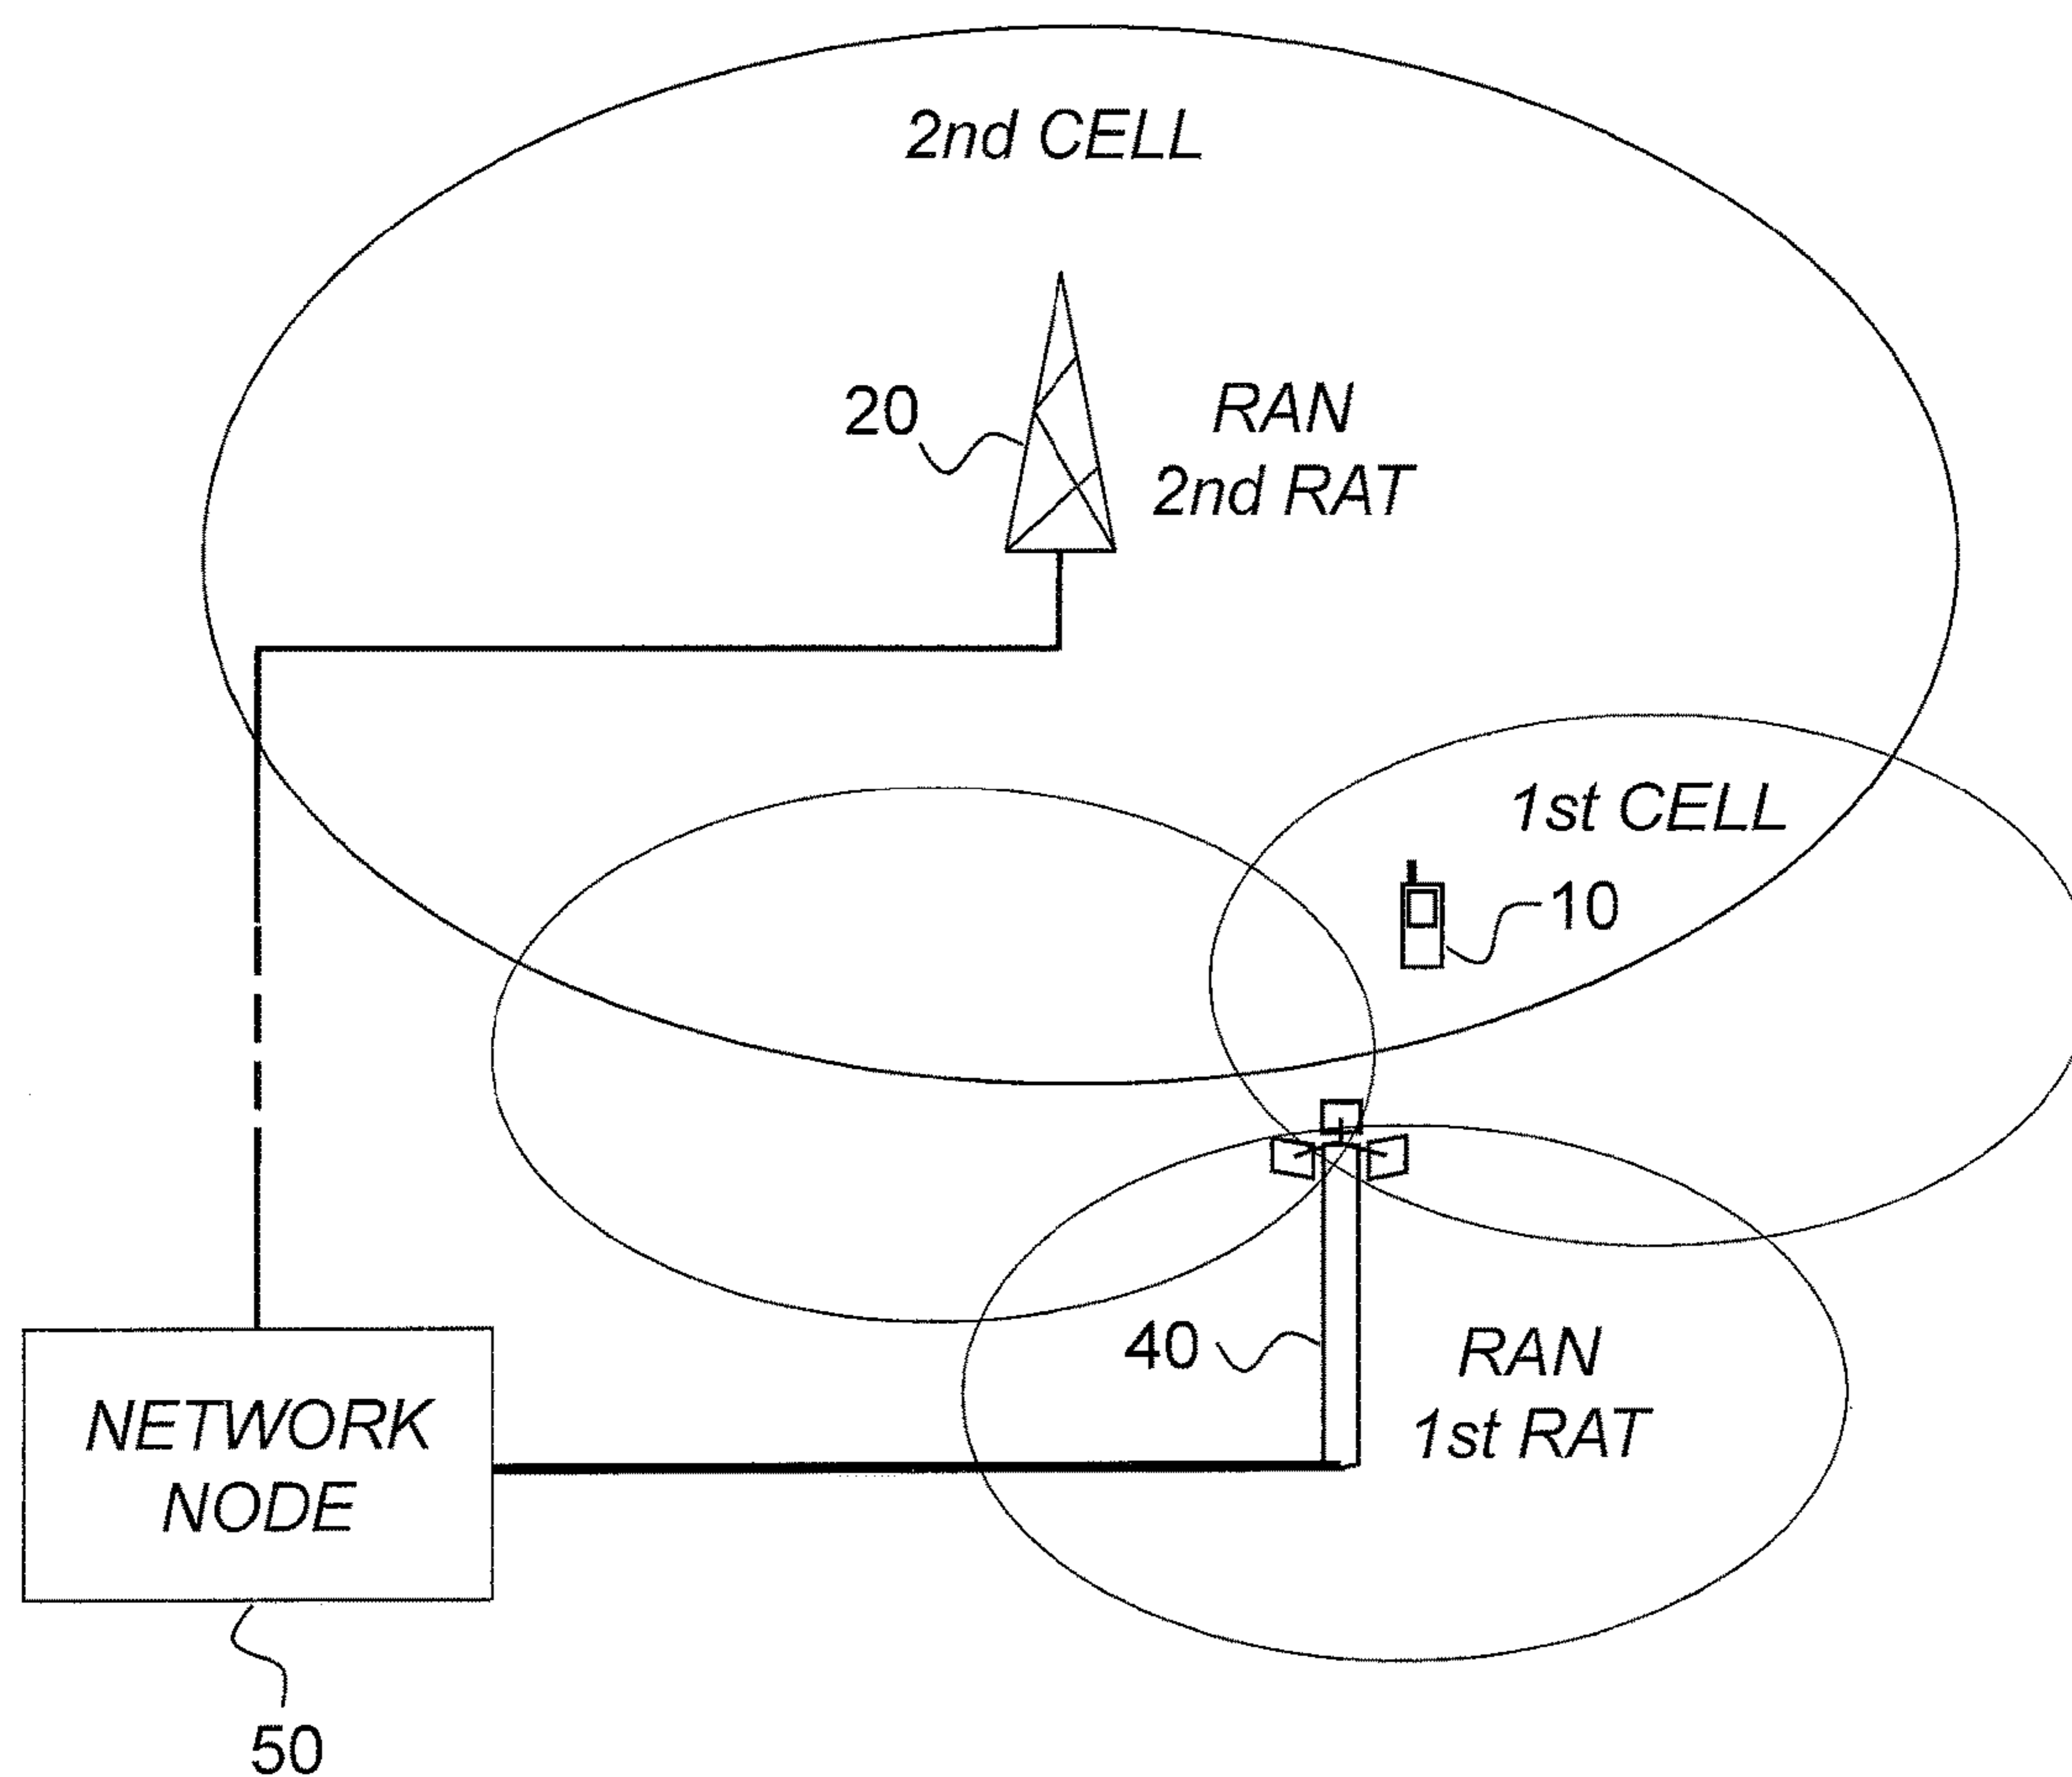 2nd CELL
20
RAN
2nd RAT
1st CELL
10
40
RAN
1st RAT
NETWORK
NODE
50